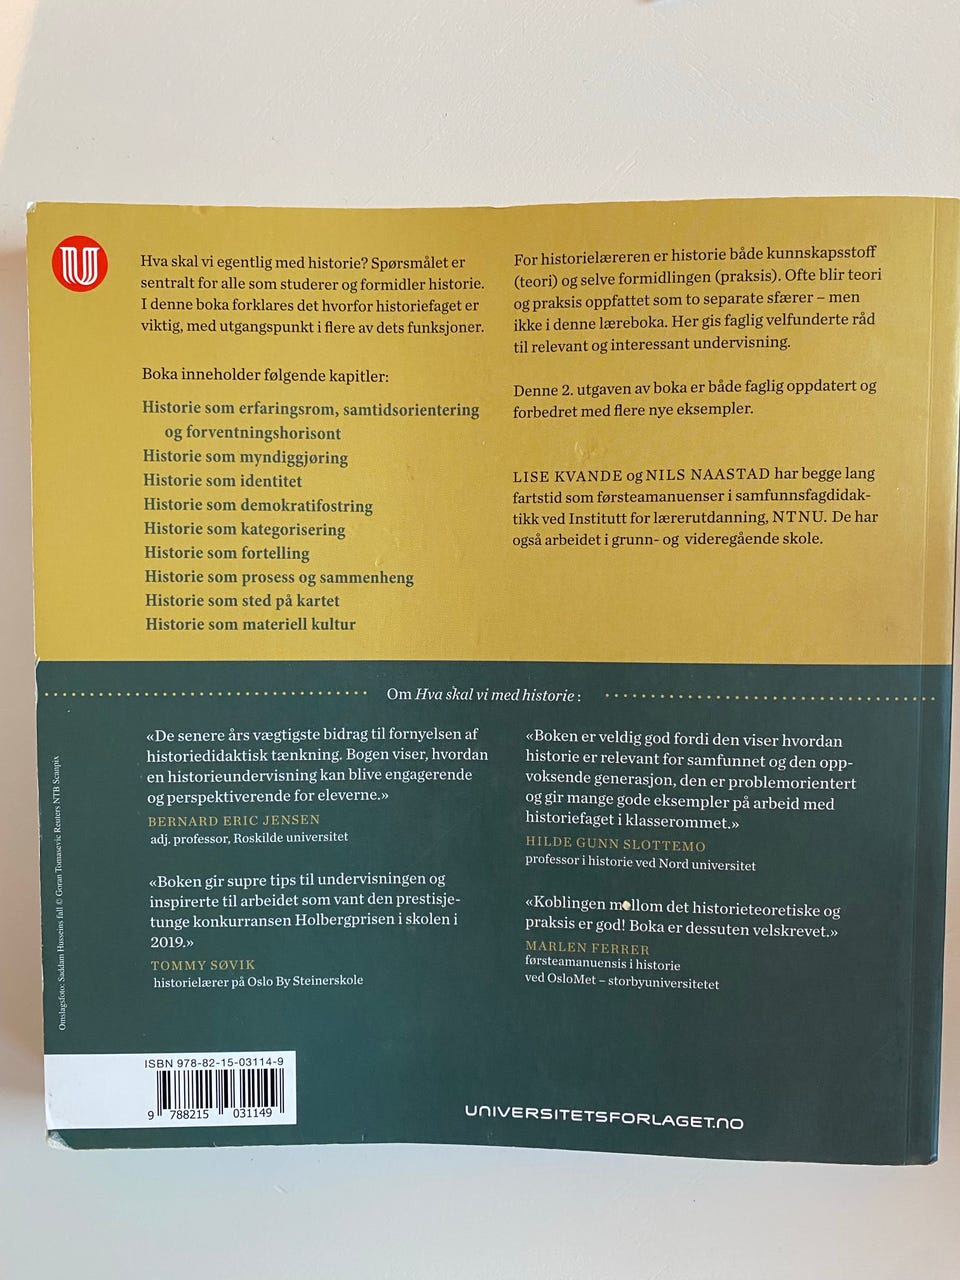 U
Hva skal vi egentlig med historie? Spørsmålet er
sentralt for alle som studerer og formidler historie.
I denne boka forklares det hvorfor historiefaget er
viktig, med utgangspunkt i flere av dets funksjoner.
Boka inneholder følgende kapitler:
Historie som erfaringsrom, samtidsorientering
og forventningshorisont
Historie som myndiggjøring
Historie som identitet
Historie som demokratifostring
Historie som kategorisering
Historie som fortelling
Historie som prosess og sammenheng
Historie som sted på kartet
Historie som materiell kultur
For historielæreren er historie både kunnskapsstoff
(teori) og selve formidlingen (praksis). Ofte blir teori
og praksis oppfattet som to separate sfærer – men
ikke i denne læreboka. Her gis faglig velfunderte råd
til relevant og interessant undervisning.
Denne 2. utgaven av boka er både faglig oppdatert og
forbedret med flere nye eksempler.
LISE KVANDE og NILS NAASTAD har begge lang
fartstid som førsteamanuenser i samfunnsfagdidak-
tikk ved Institutt for lærerutdanning, NTNU. De har
også arbeidet i grunn- og videregående skole.
Om Hva skal vi med historie :
«De senere års vægtigste bidrag til fornyelsen af
historiedidaktisk tænkning. Bogen viser, hvordan
en historieundervisning kan blive engagerende
og perspektiverende for eleverne.»
BERNARD ERIC JENSEN
adj. professor, Roskilde universitet
«Boken gir supre tips til undervisningen og
inspirerte til arbeidet som vant den prestisje-
tunge konkurransen Holbergprisen i skolen i
2019.»
TOMMY SØVIK
historielærer på Oslo By Steinerskole
«Boken er veldig god fordi den viser hvordan
historie er relevant for samfunnet og den opp-
voksende generasjon, den er problemorientert
og gir mange gode eksempler på arbeid med
historiefaget i klasserommet.»
HILDE GUNN SLOTTEMO
professor i historie ved Nord universitet
«Koblingen mellom det historieteoretiske og
praksis er god! Boka er dessuten velskrevet.»
MARLEN FERRER
førsteamanuensis i historie
ved OsloMet – storbyuniversitetet
Omslagsfoto: Saddam Husseins fall © Goran Tomasevic Reuters NTB Scanpix
ISBN 978-82-15-03114-9
9 788215 031149
UNIVERSITETSFORLAGET.NO